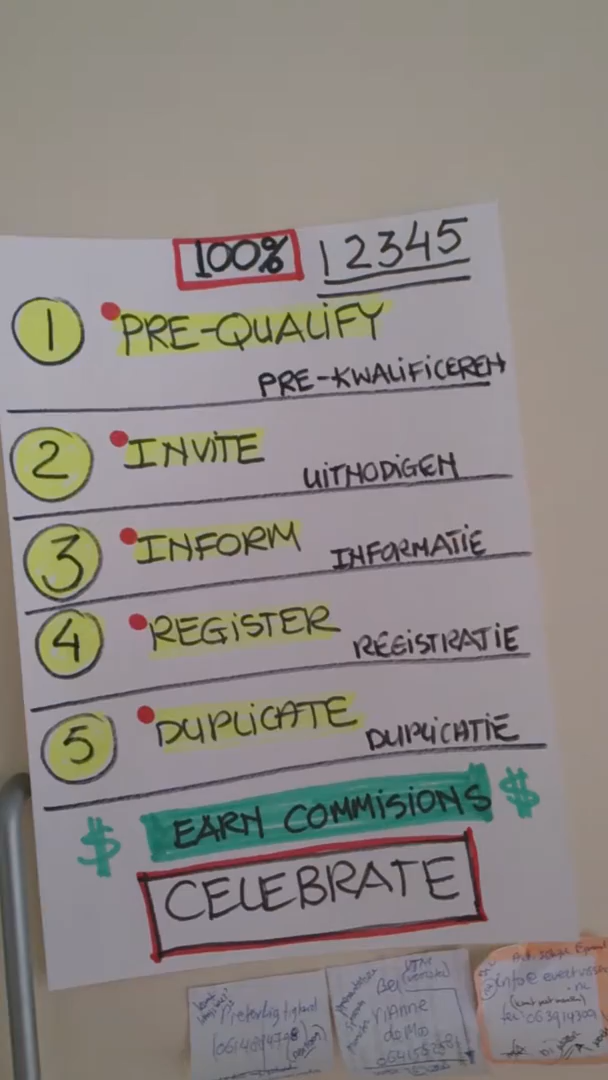 100% 12345
1 PRE-QUALIFY
PRE-KWALIFICEREN
2 INVITE UITNODIGEN
3 INFORM INFORMATIE
4 REGISTER REGISTRATIE
5 DUPLICATE DUPLICATIE
$ EARN COMMISIONS $
CELEBRATE
Bel